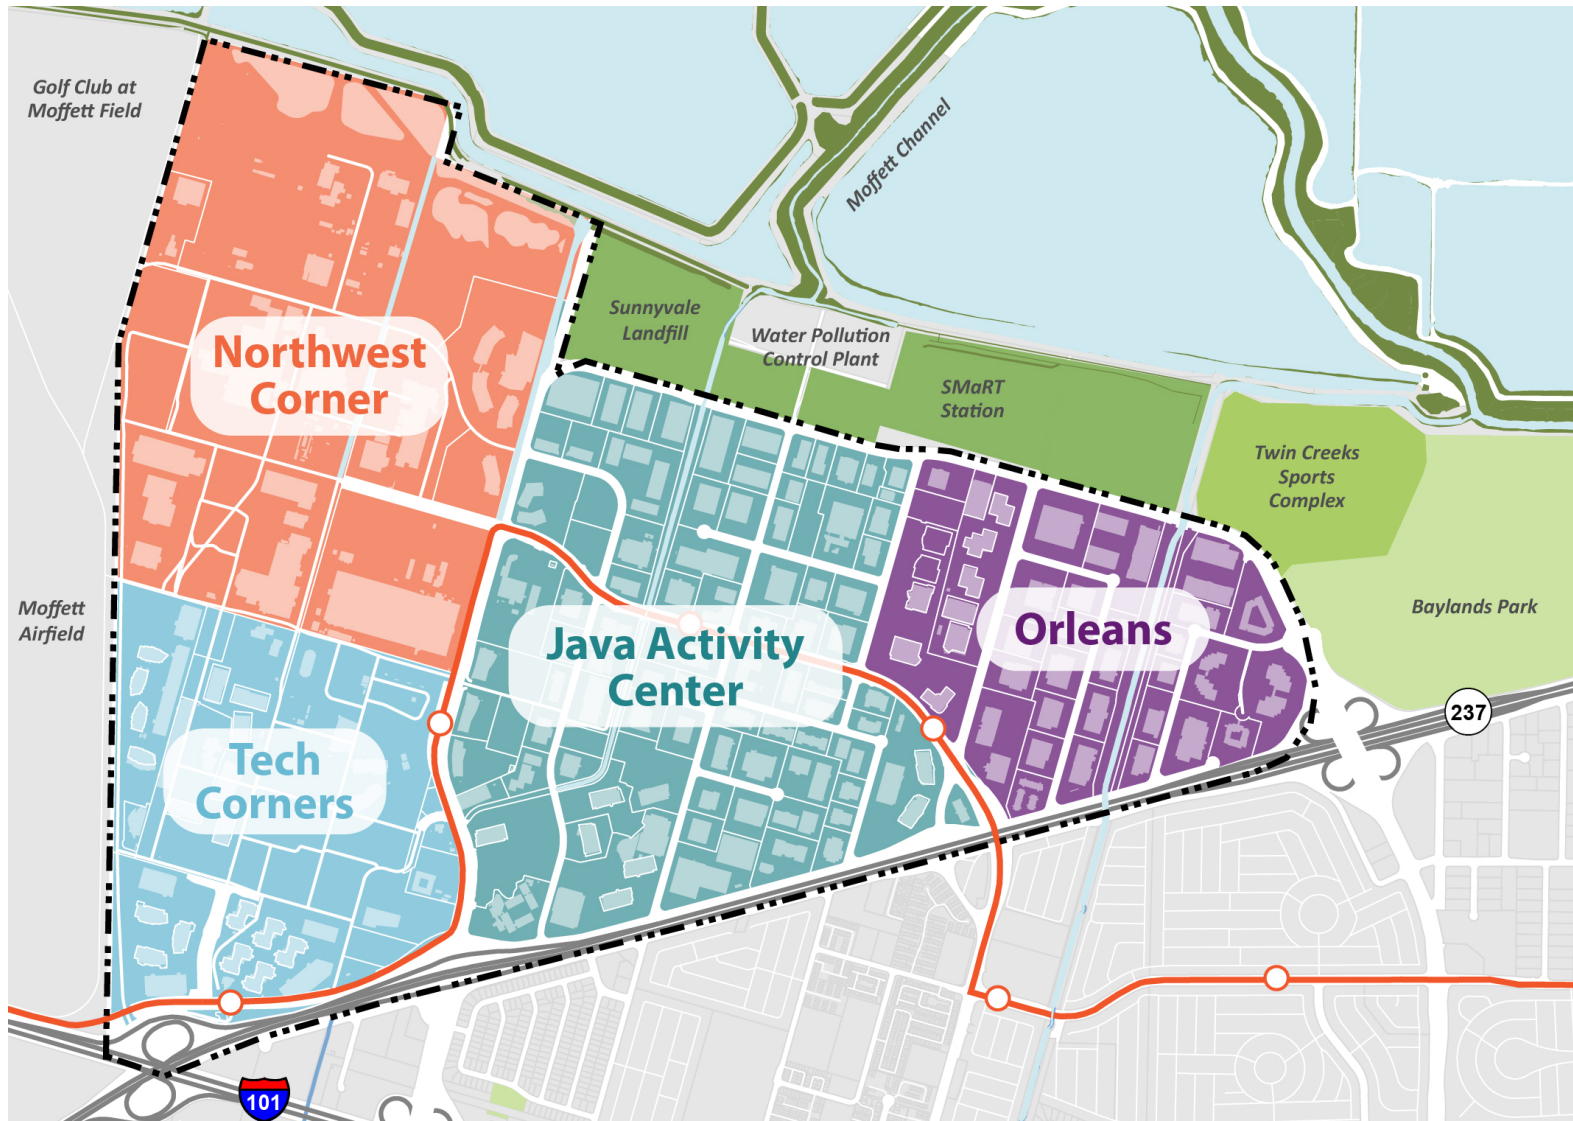 Golf Club at
Moffett Field
Moffett Channel
Sunnyvale
Landfill
Water Pollution
Control Plant
SMaRT
Station
Northwest
Corner
Twin Creeks
Sports
Complex
Moffett
Airfield
Baylands Park
Java Activity
Center
Orleans
237
Tech
Corners
101